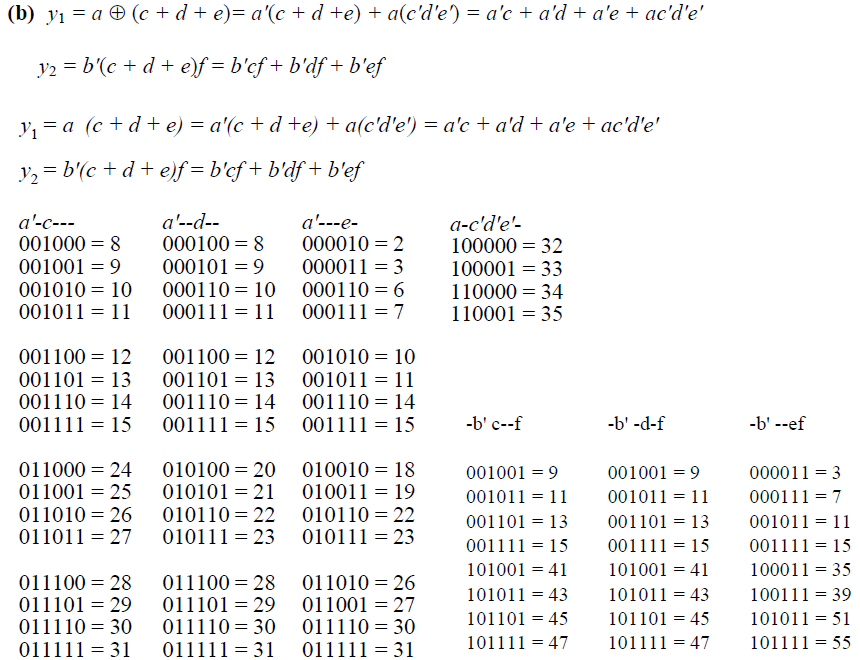 (b) y₁ = a ⊕ (c + d + e)= a'(c + d +e) + a(c'd'e') = a'c + a'd + a'e + ac'd'e'
y₂ = b'(c + d + e)f = b'cf + b'df + b'ef
y₁ = a (c + d + e) = a'(c + d +e) + a(c'd'e') = a'c + a'd + a'e + ac'd'e'
y₂ = b'(c + d + e)f = b'cf + b'df + b'ef
a'-c--- a'--d-- a'---e- a-c'd'e'-
001000 = 8 000100 = 8 000010 = 2 100000 = 32
001001 = 9 000101 = 9 000011 = 3 100001 = 33
001010 = 10 000110 = 10 000110 = 6 110000 = 34
001011 = 11 000111 = 11 000111 = 7 110001 = 35
001100 = 12 001100 = 12 001010 = 10
001101 = 13 001101 = 13 001011 = 11
001110 = 14 001110 = 14 001110 = 14
001111 = 15 001111 = 15 001111 = 15
-b' c--f -b' -d-f -b' --ef
011000 = 24 010100 = 20 010010 = 18 001001 = 9 001001 = 9 000011 = 3
011001 = 25 010101 = 21 010011 = 19 001011 = 11 001011 = 11 000111 = 7
011010 = 26 010110 = 22 010110 = 22 001101 = 13 001101 = 13 001011 = 11
011011 = 27 010111 = 23 010111 = 23 001111 = 15 001111 = 15 001111 = 15
011100 = 28 011100 = 28 011010 = 26 101001 = 41 101001 = 41 100011 = 35
011101 = 29 011101 = 29 011001 = 27 101011 = 43 101011 = 43 100111 = 39
011110 = 30 011110 = 30 011110 = 30 101101 = 45 101101 = 45 101011 = 51
011111 = 31 011111 = 31 011111 = 31 101111 = 47 101111 = 47 101111 = 55